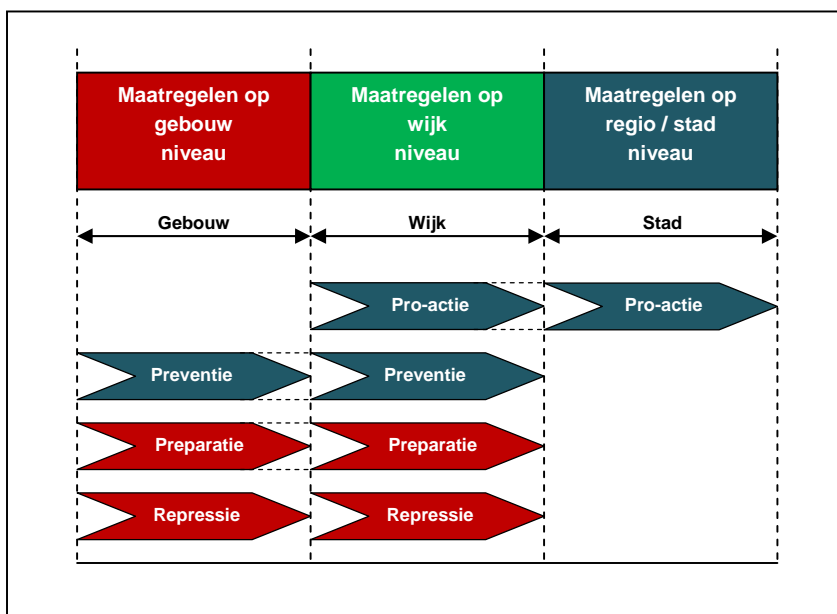 Maatregelen op
gebouw
niveau
Maatregelen op
wijk
niveau
Maatregelen op
regio / stad
niveau
Gebouw
Wijk
Stad
Pro-actie
Pro-actie
Preventie
Preventie
Preparatie
Preparatie
Repressie
Repressie